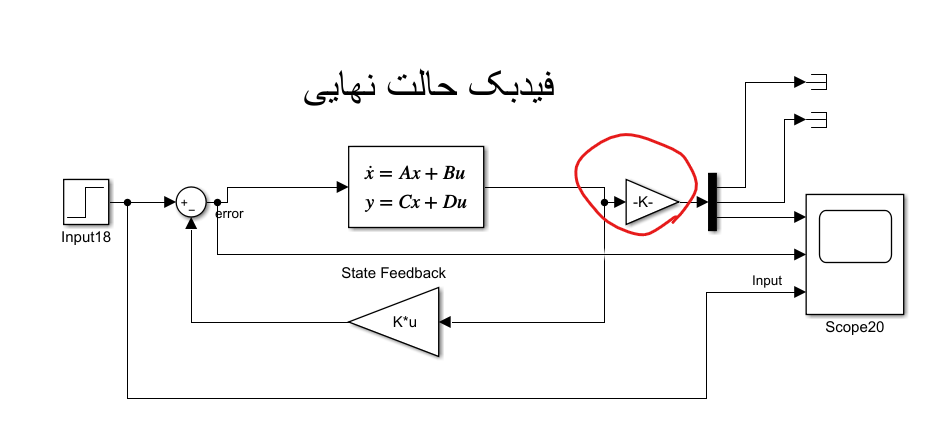 فیدبک حالت نهایی
ẋ = Ax + Bu
y = Cx + Du
-K-
+
−
error
Input18
State Feedback
K*u
Input
Scope20